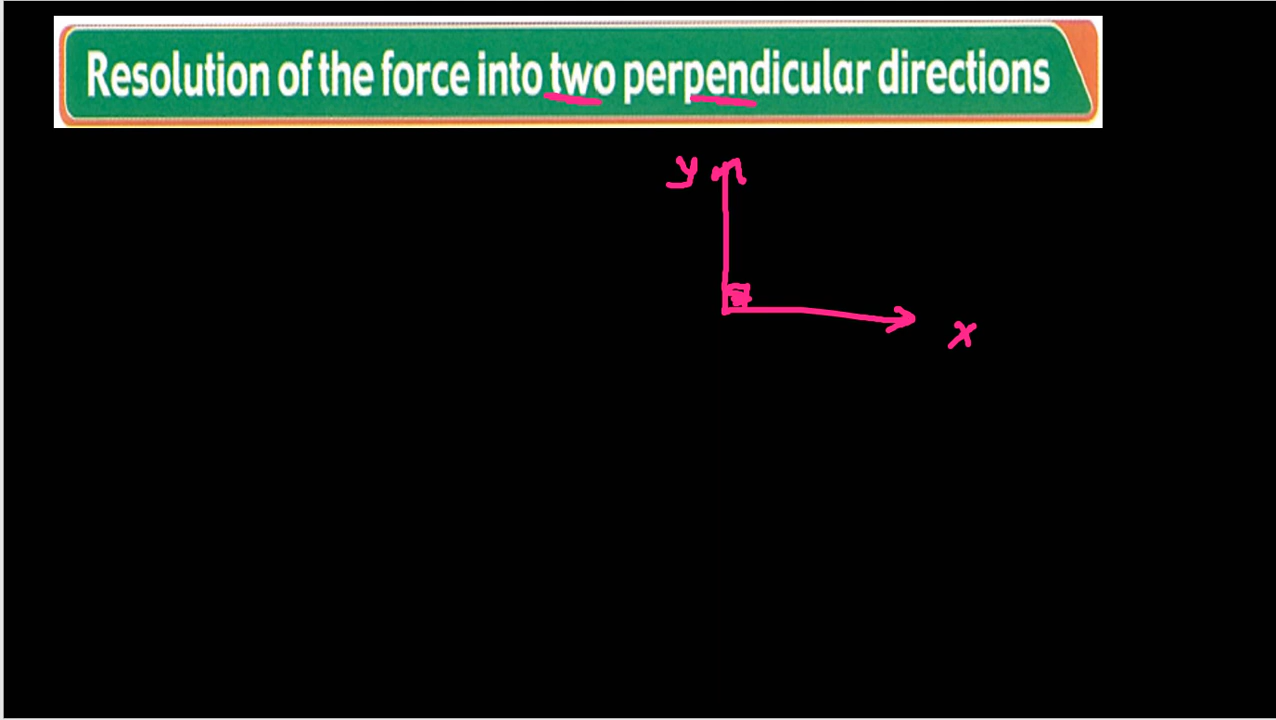 Resolution of the force into two perpendicular directions
y
x